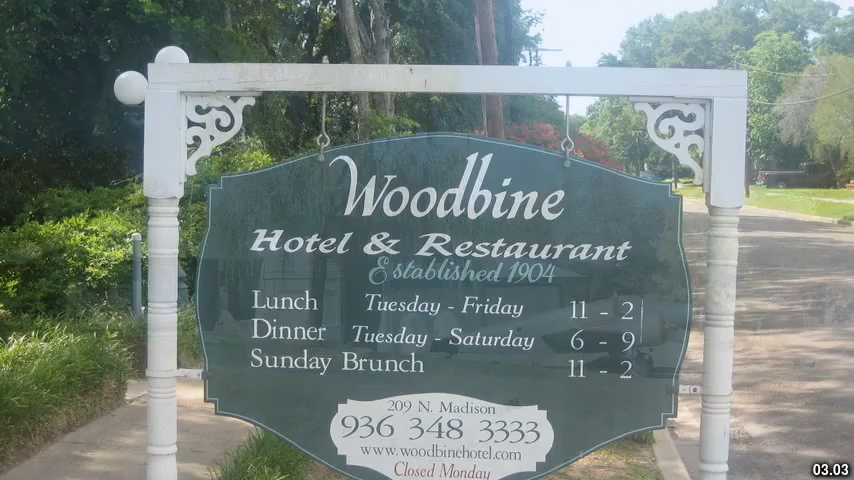 Woodbine
Hotel & Restaurant
Established 1904
Lunch Tuesday - Friday 11 - 2
Dinner Tuesday - Saturday 6 - 9
Sunday Brunch 11 - 2
209 N. Madison
936 348 3333
www.woodbinehotel.com
Closed Monday
03.03